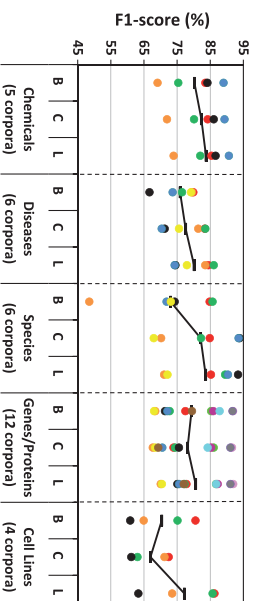 F1-score (%)
45 55 65 75 85 95
B C L
Chemicals
(5 corpora)
B C L
Diseases
(6 corpora)
B C L
Species
(6 corpora)
B C L
Genes/Proteins
(12 corpora)
B C L
Cell Lines
(4 corpora)